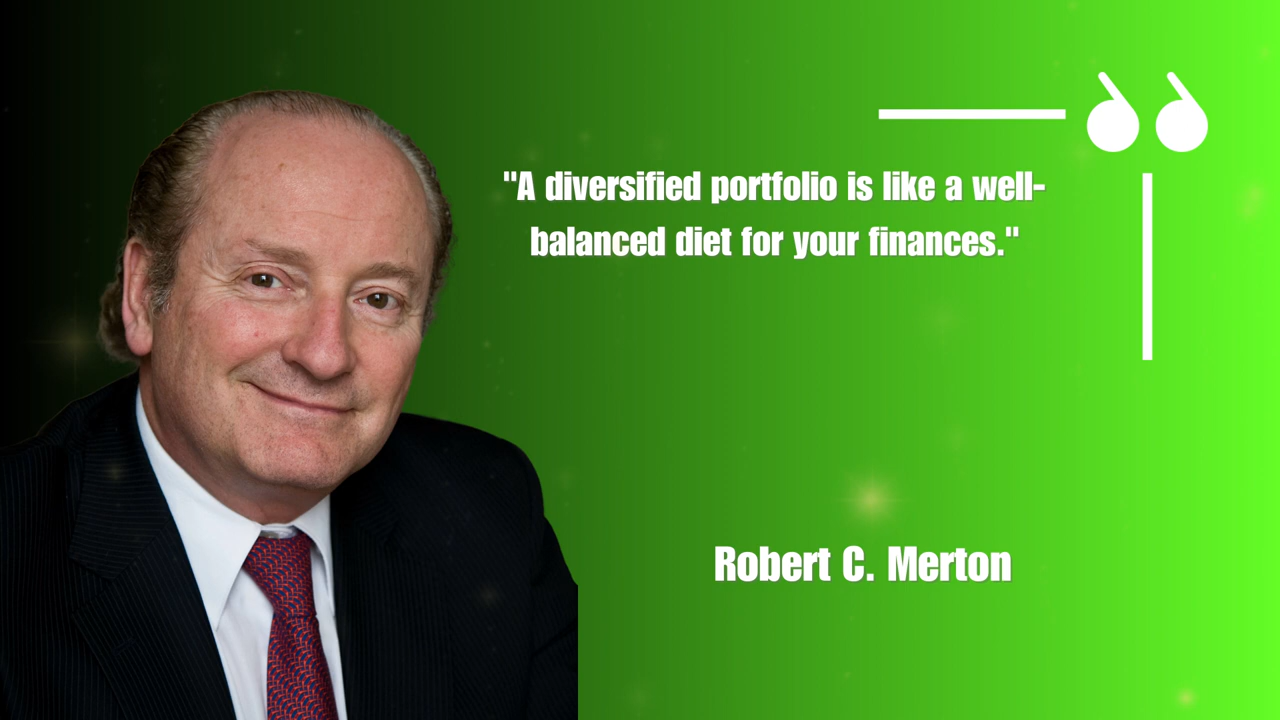 "A diversified portfolio is like a well-
balanced diet for your finances."
Robert C. Merton